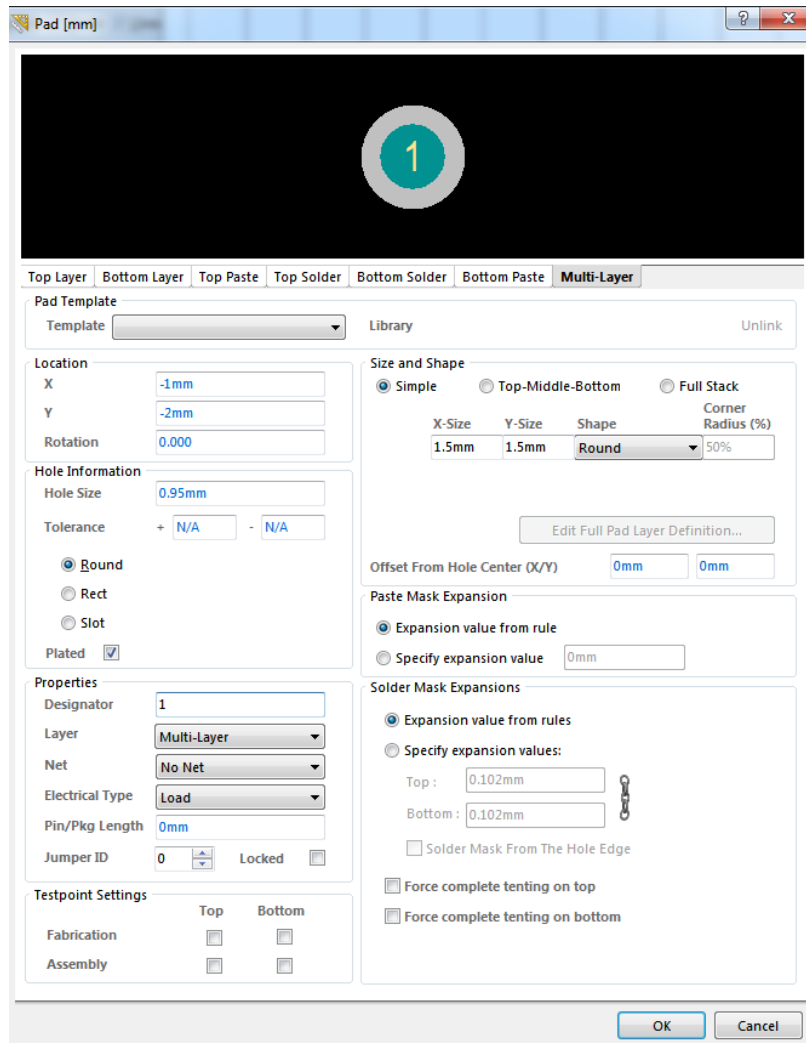 Pad [mm]
?
X
1
Top Layer Bottom Layer Top Paste Top Solder Bottom Solder Bottom Paste Multi-Layer
Pad Template
Template Library Unlink
Location
X -1mm
Y -2mm
Rotation 0.000
Hole Information
Hole Size 0.95mm
Tolerance + N/A - N/A
Round
Rect
Slot
Plated
Properties
Designator 1
Layer Multi-Layer
Net No Net
Electrical Type Load
Pin/Pkg Length 0mm
Jumper ID 0 Locked
Testpoint Settings
Top Bottom
Fabrication
Assembly
Size and Shape
Simple Top-Middle-Bottom Full Stack
X-Size Y-Size Shape Corner
Radius (%)
1.5mm 1.5mm Round 50%
Edit Full Pad Layer Definition...
Offset From Hole Center (X/Y) 0mm 0mm
Paste Mask Expansion
Expansion value from rule
Specify expansion value 0mm
Solder Mask Expansions
Expansion value from rules
Specify expansion values:
Top : 0.102mm
Bottom : 0.102mm
Solder Mask From The Hole Edge
Force complete tenting on top
Force complete tenting on bottom
OK Cancel